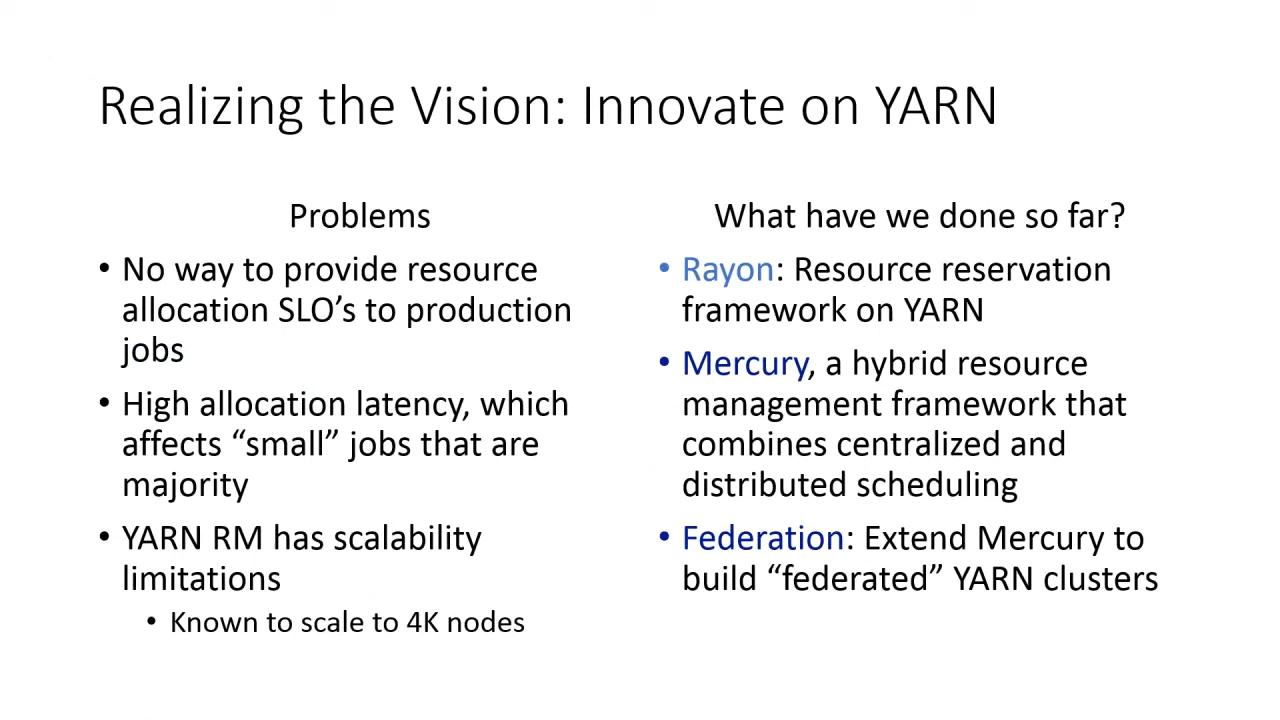 Realizing the Vision: Innovate on YARN
Problems
• No way to provide resource
allocation SLO’s to production
jobs
• High allocation latency, which
affects “small” jobs that are
majority
• YARN RM has scalability
limitations
• Known to scale to 4K nodes
What have we done so far?
• Rayon: Resource reservation
framework on YARN
• Mercury, a hybrid resource
management framework that
combines centralized and
distributed scheduling
• Federation: Extend Mercury to
build “federated” YARN clusters